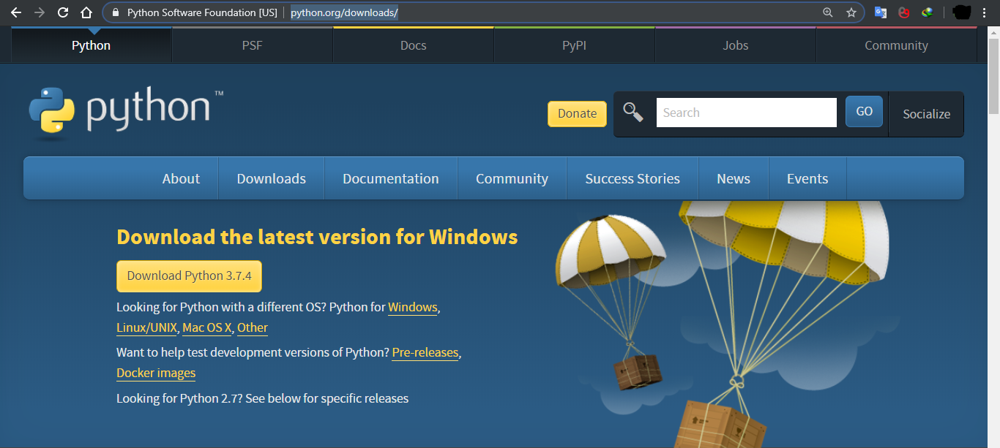 Python Software Foundation [US] | python.org/downloads/
Python PSF Docs PyPI Jobs Community
python™
Donate Search GO Socialize
About Downloads Documentation Community Success Stories News Events
Download the latest version for Windows
Download Python 3.7.4
Looking for Python with a different OS? Python for Windows,
Linux/UNIX, Mac OS X, Other
Want to help test development versions of Python? Pre-releases,
Docker images
Looking for Python 2.7? See below for specific releases